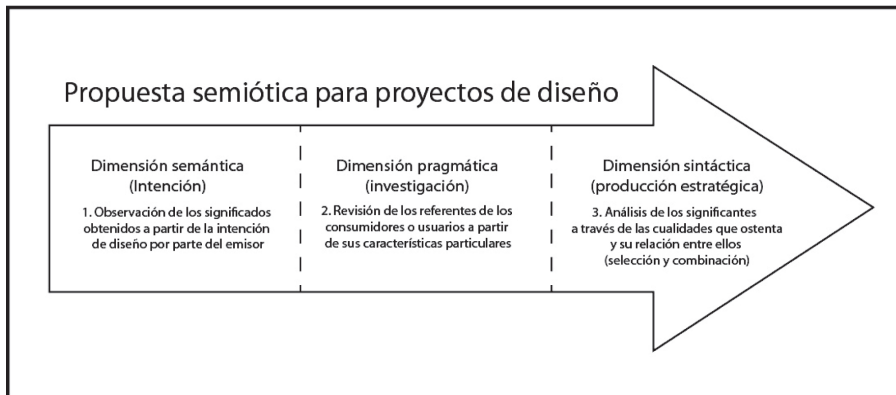 Propuesta semiótica para proyectos de diseño
Dimensión semántica
(Intención)
1. Observación de los significados
obtenidos a partir de la intención
de diseño por parte del emisor
Dimensión pragmática
(investigación)
2. Revisión de los referentes de los
consumidores o usuarios a partir
de sus características particulares
Dimensión sintáctica
(producción estratégica)
3. Análisis de los significantes
a través de las cualidades que ostenta
y su relación entre ellos
(selección y combinación)